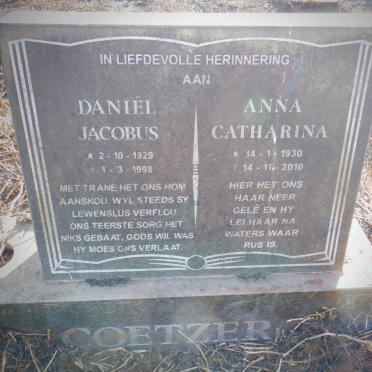 IN LIEFDEVOLLE HERINNERING
AAN
DANIËL
JACOBUS
* 2 - 10 - 1929
† 1 - 3 - 1998
MET TRANE HET ONS HOM
AANSKOU, WYL STEEDS SY
LEWENSLUS VERFLOU.
ONS TEERSTE SORG HET
NIKS GEBAAT, GODS WIL WAS
HY MOES ONS VERLAAT.
ANNA
CATHARINA
* 14 - 1 - 1930
† 14 - 11 - 2010
HIER HET ONS
HAAR NEER
GELÊ EN HY
LEI HAAR NA
WATERS WAAR
RUS IS.
COETZER